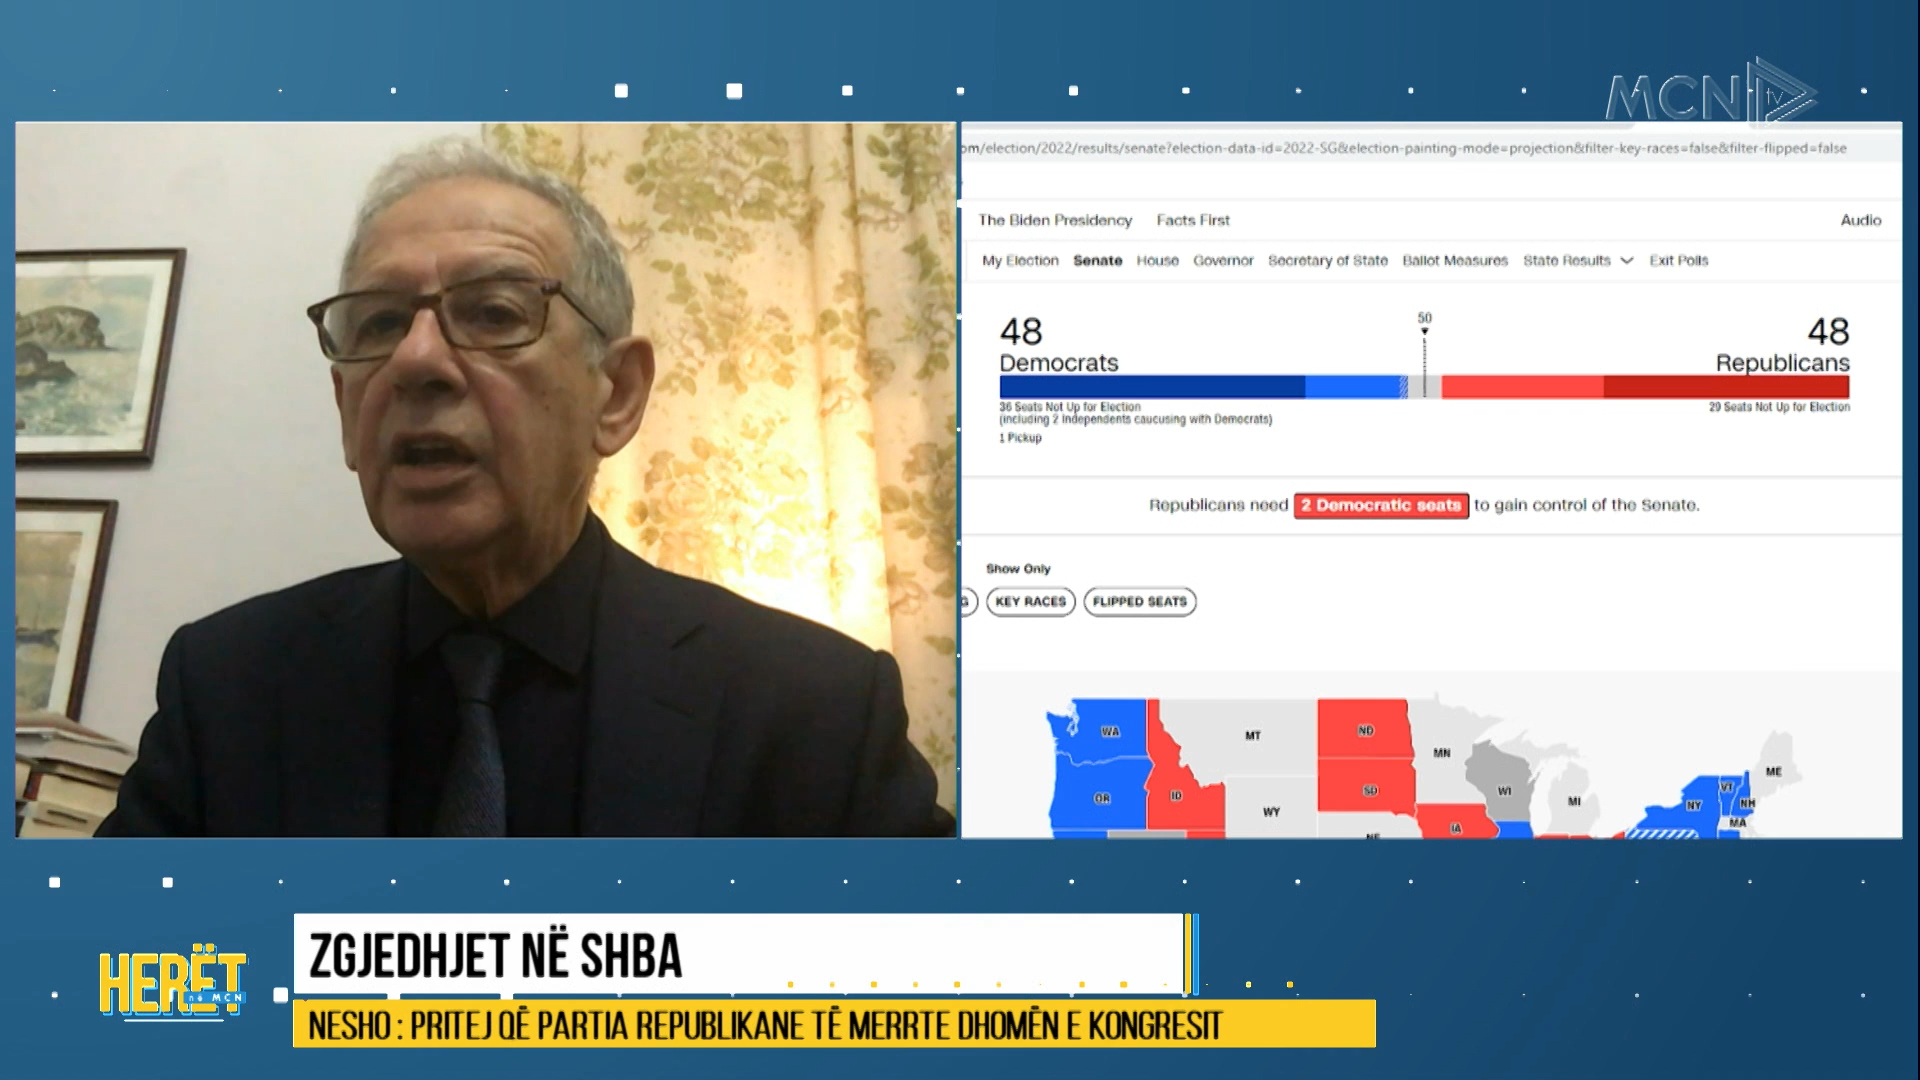 MCN tv
om/election/2022/results/senate?election-data-id=2022-SG&election-painting-mode=projection&filter-key-races=false&filter-flipped=false
The Biden Presidency Facts First Audio
My Election Senate House Governor Secretary of State Ballot Measures State Results Exit Polls
50
48 48
Democrats Republicans
36 Seats Not Up for Election 29 Seats Not Up for Election
(including 2 Independents caucusing with Democrats)
1 Pickup
Republicans need 2 Democratic seats to gain control of the Senate.
Show Only
G KEY RACES FLIPPED SEATS
WA MT ND MN ME
OR ID WY SD WI MI NY VT NH
NE IA MA
ZGJEDHJET NË SHBA
HERËT
në MCN
NESHO : PRITEJ QË PARTIA REPUBLIKANE TË MERRTE DHOMËN E KONGRESIT